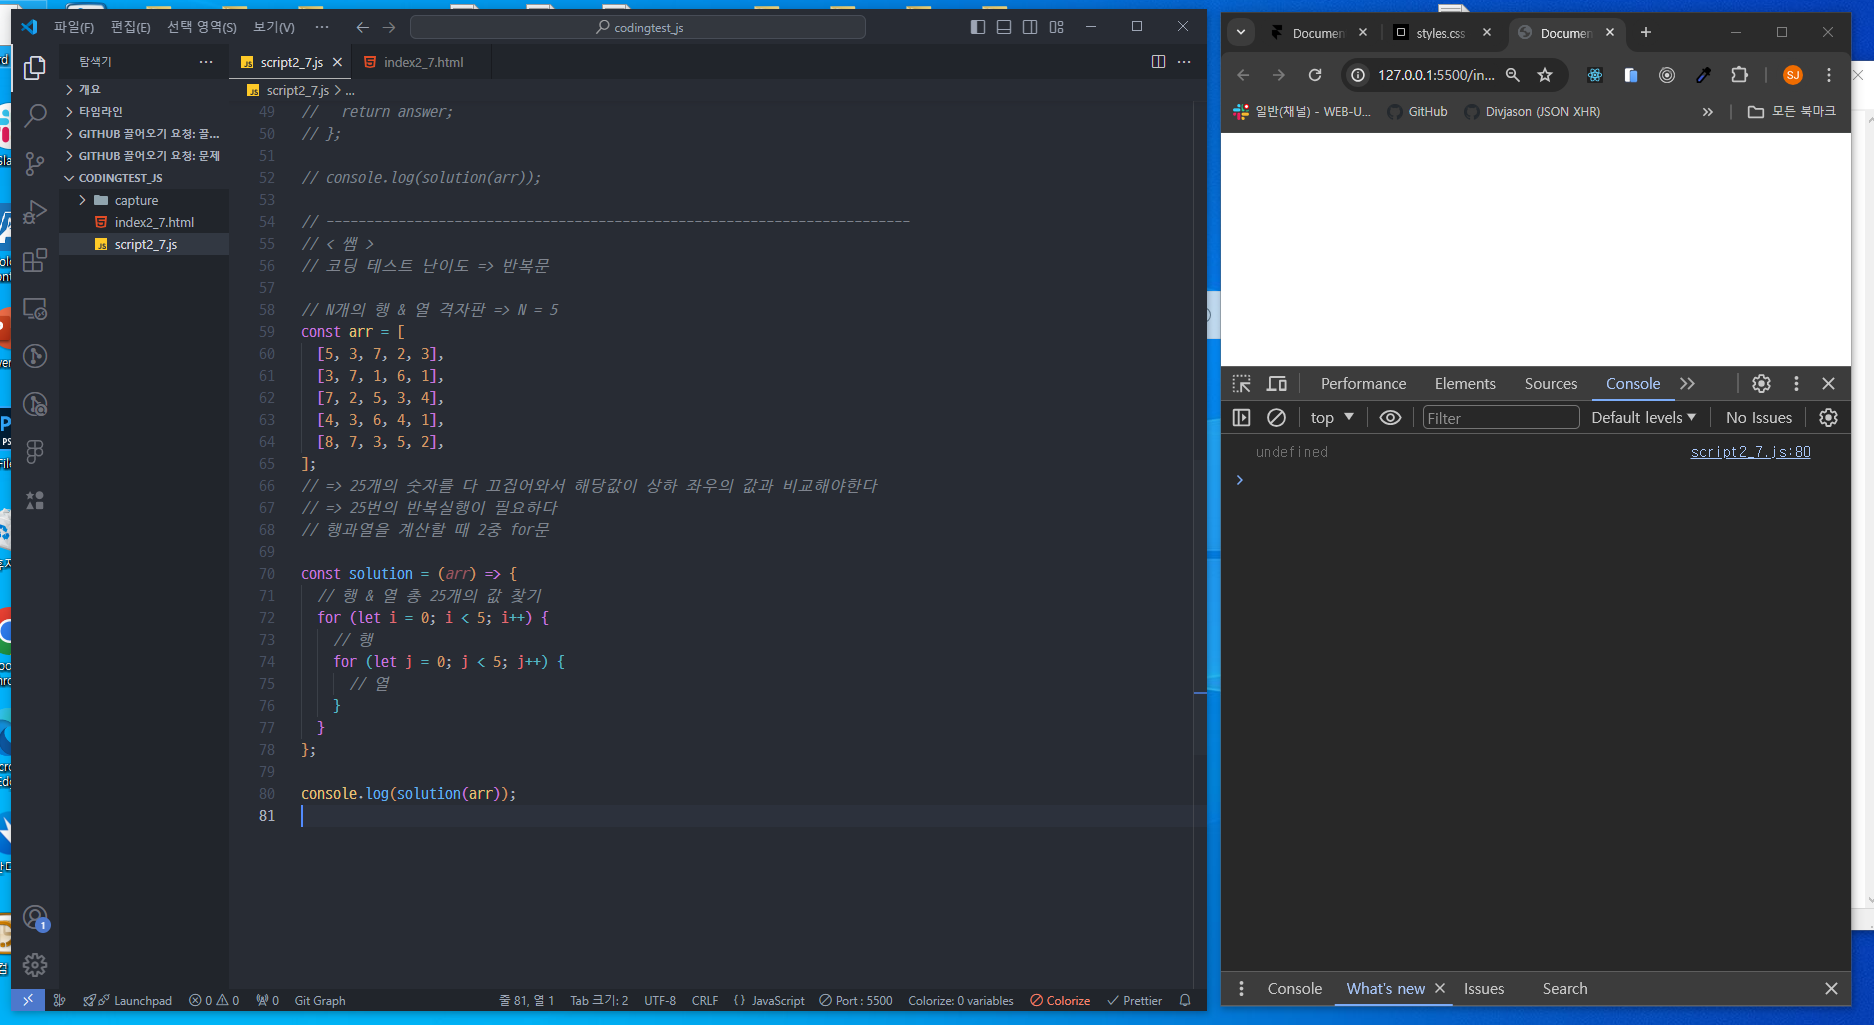 파일(F) 편집(E) 선택 영역(S) 보기(V) ··· codingtest_js
탐색기 ···
script2_7.js index2_7.html
script2_7.js > ...
개요
타임라인
GITHUB 끌어오기 요청: 끌...
GITHUB 끌어오기 요청: 문제
CODINGTEST_JS
capture
index2_7.html
script2_7.js
49 //   return answer;
50 // };
51
52 // console.log(solution(arr));
53
54 // -------------------------------------------------------------------------
55 // < 쌤 >
56 // 코딩 테스트 난이도 => 반복문
57
58 // N개의 행 & 열 격자판 => N = 5
59 const arr = [
60   [5, 3, 7, 2, 3],
61   [3, 7, 1, 6, 1],
62   [7, 2, 5, 3, 4],
63   [4, 3, 6, 4, 1],
64   [8, 7, 3, 5, 2],
65 ];
66 // => 25개의 숫자를 다 끄집어와서 해당값이 상하 좌우의 값과 비교해야한다
67 // => 25번의 반복실행이 필요하다
68 // 행과열을 계산할 때 2중 for문
69
70 const solution = (arr) => {
71   // 행 & 열 총 25개의 값 찾기
72   for (let i = 0; i < 5; i++) {
73     // 행
74     for (let j = 0; j < 5; j++) {
75       // 열
76     }
77   }
78 };
79
80 console.log(solution(arr));
81
1
Launchpad 0 0 0 Git Graph 줄 81, 열 1 Tab 크기: 2 UTF-8 CRLF {} JavaScript Port : 5500 Colorize: 0 variables Colorize Prettier
Documen styles.css Documen
127.0.0.1:5500/in... SJ
일반(채널) - WEB-U... GitHub Divjason (JSON XHR) » 모든 북마크
Performance Elements Sources Console
top Filter Default levels No Issues
undefined script2_7.js:80
>
Console What's new Issues Search